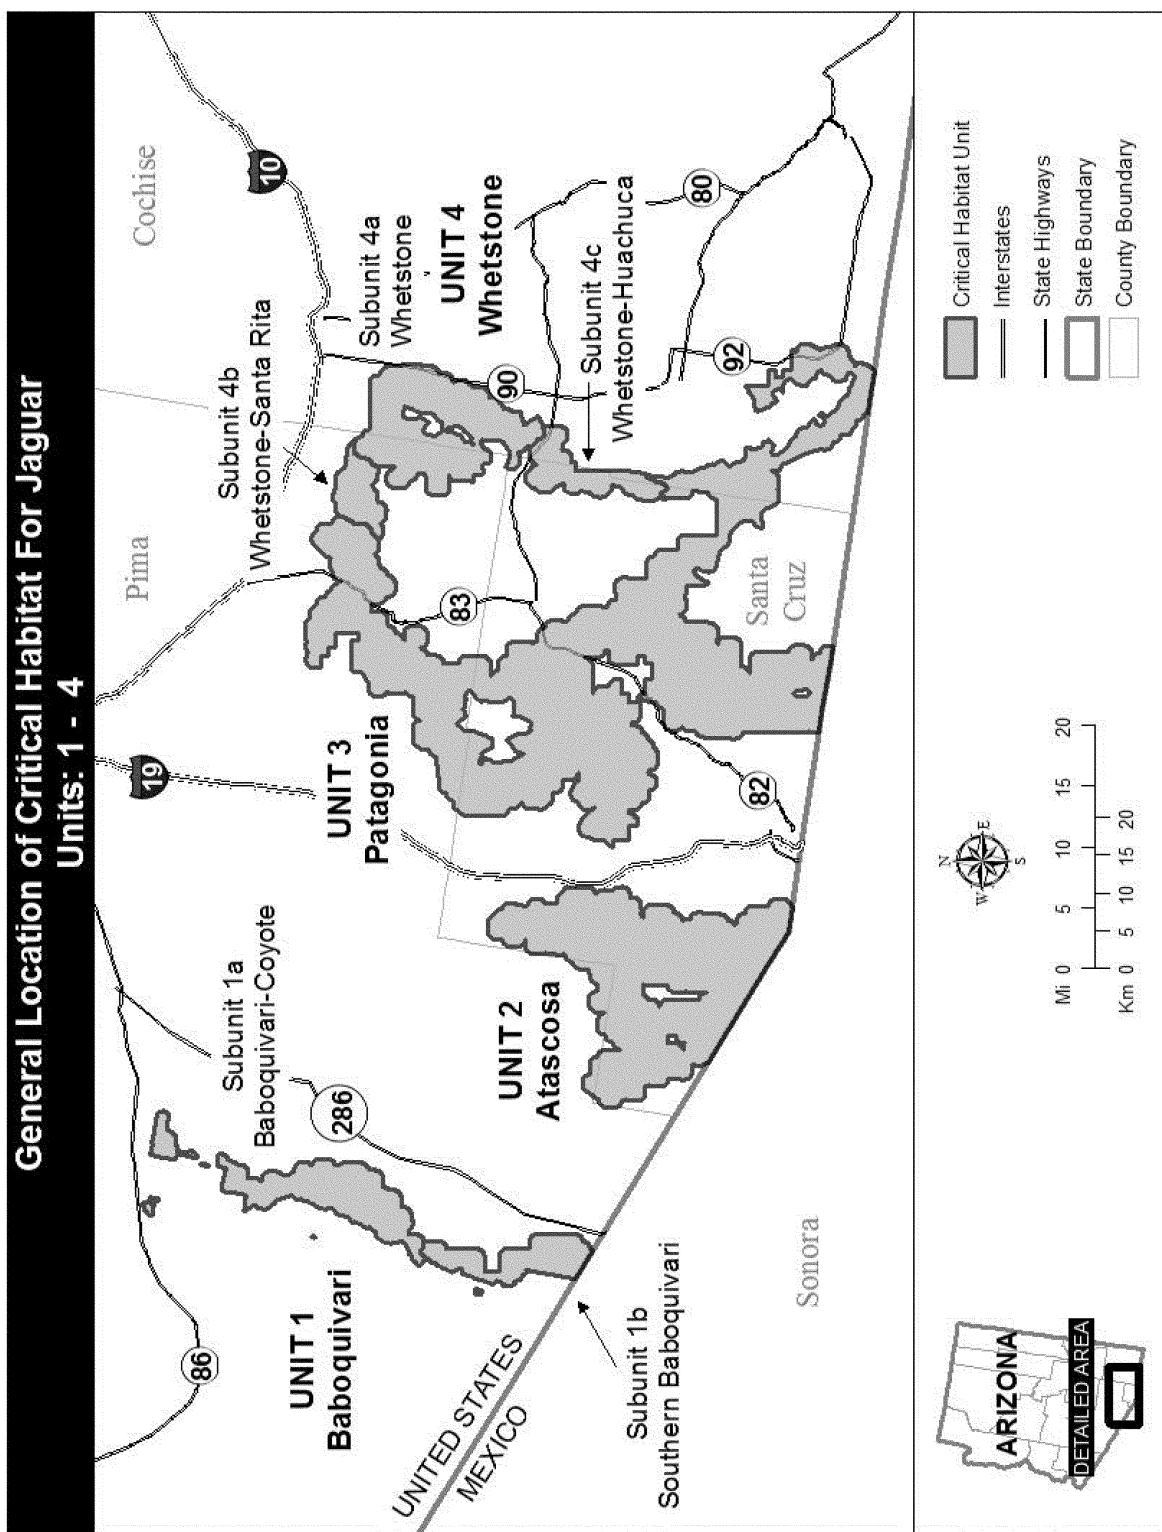 General Location of Critical Habitat For Jaguar
Units: 1 - 4
Cochise
Pima
10
19
86
Subunit 4b
Whetstone-Santa Rita
Subunit 4a
Whetstone
UNIT 4
Whetstone
Subunit 1a
Baboquivari-Coyote
286
UNIT 1
Baboquivari
UNIT 3
Patagonia
83
90
80
Subunit 4c
Whetstone-Huachuca
92
UNIT 2
Atascosa
82
Santa
Cruz
UNITED STATES
MEXICO
Subunit 1b
Southern Baboquivari
Sonora
ARIZONA
DETAILED AREA
N
W
E
S
Mi 0 5 10 15 20
Km 0 5 10 15 20
Critical Habitat Unit
Interstates
State Highways
State Boundary
County Boundary